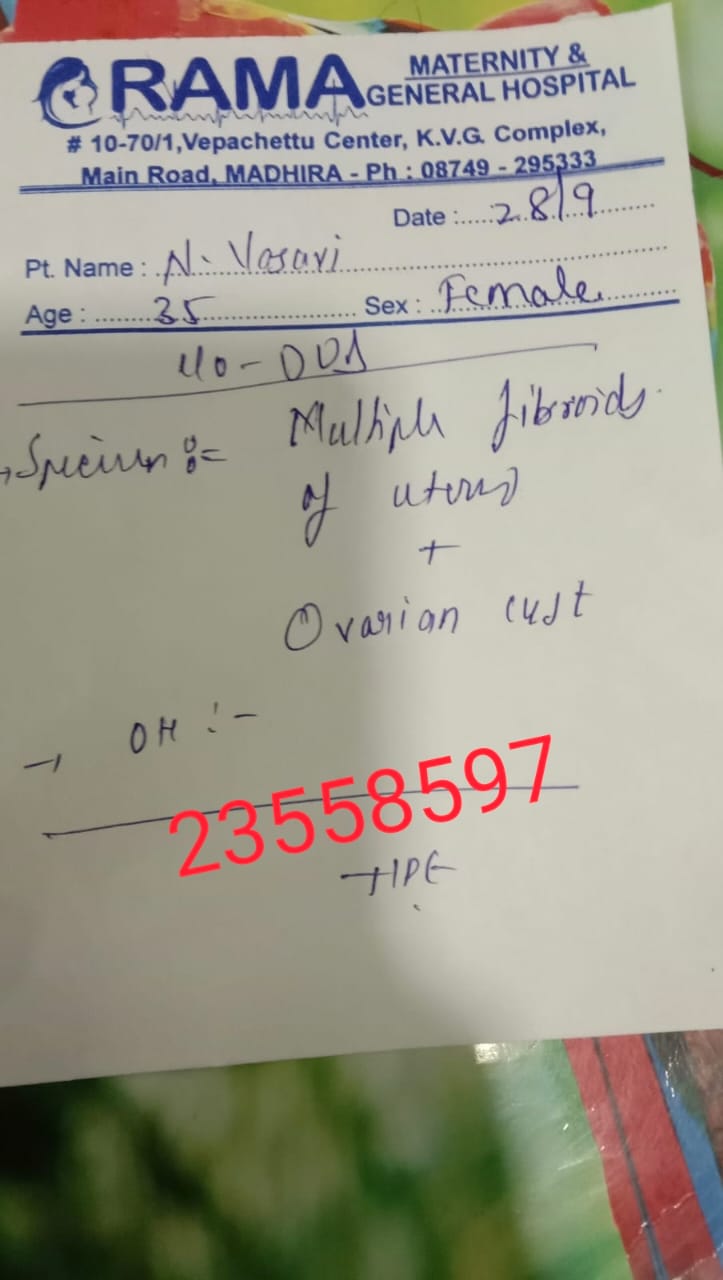 RAMA MATERNITY & GENERAL HOSPITAL
# 10-70/1,Vepachettu Center, K.V.G. Complex,
Main Road, MADHIRA - Ph : 08749 - 295333
Date : 28/9
Pt. Name : N. Vasavi
Age : 35 Sex : Female
Multiple fibroids
of uterus
+
Ovarian cyst
→ OH :-
23558597
HPE